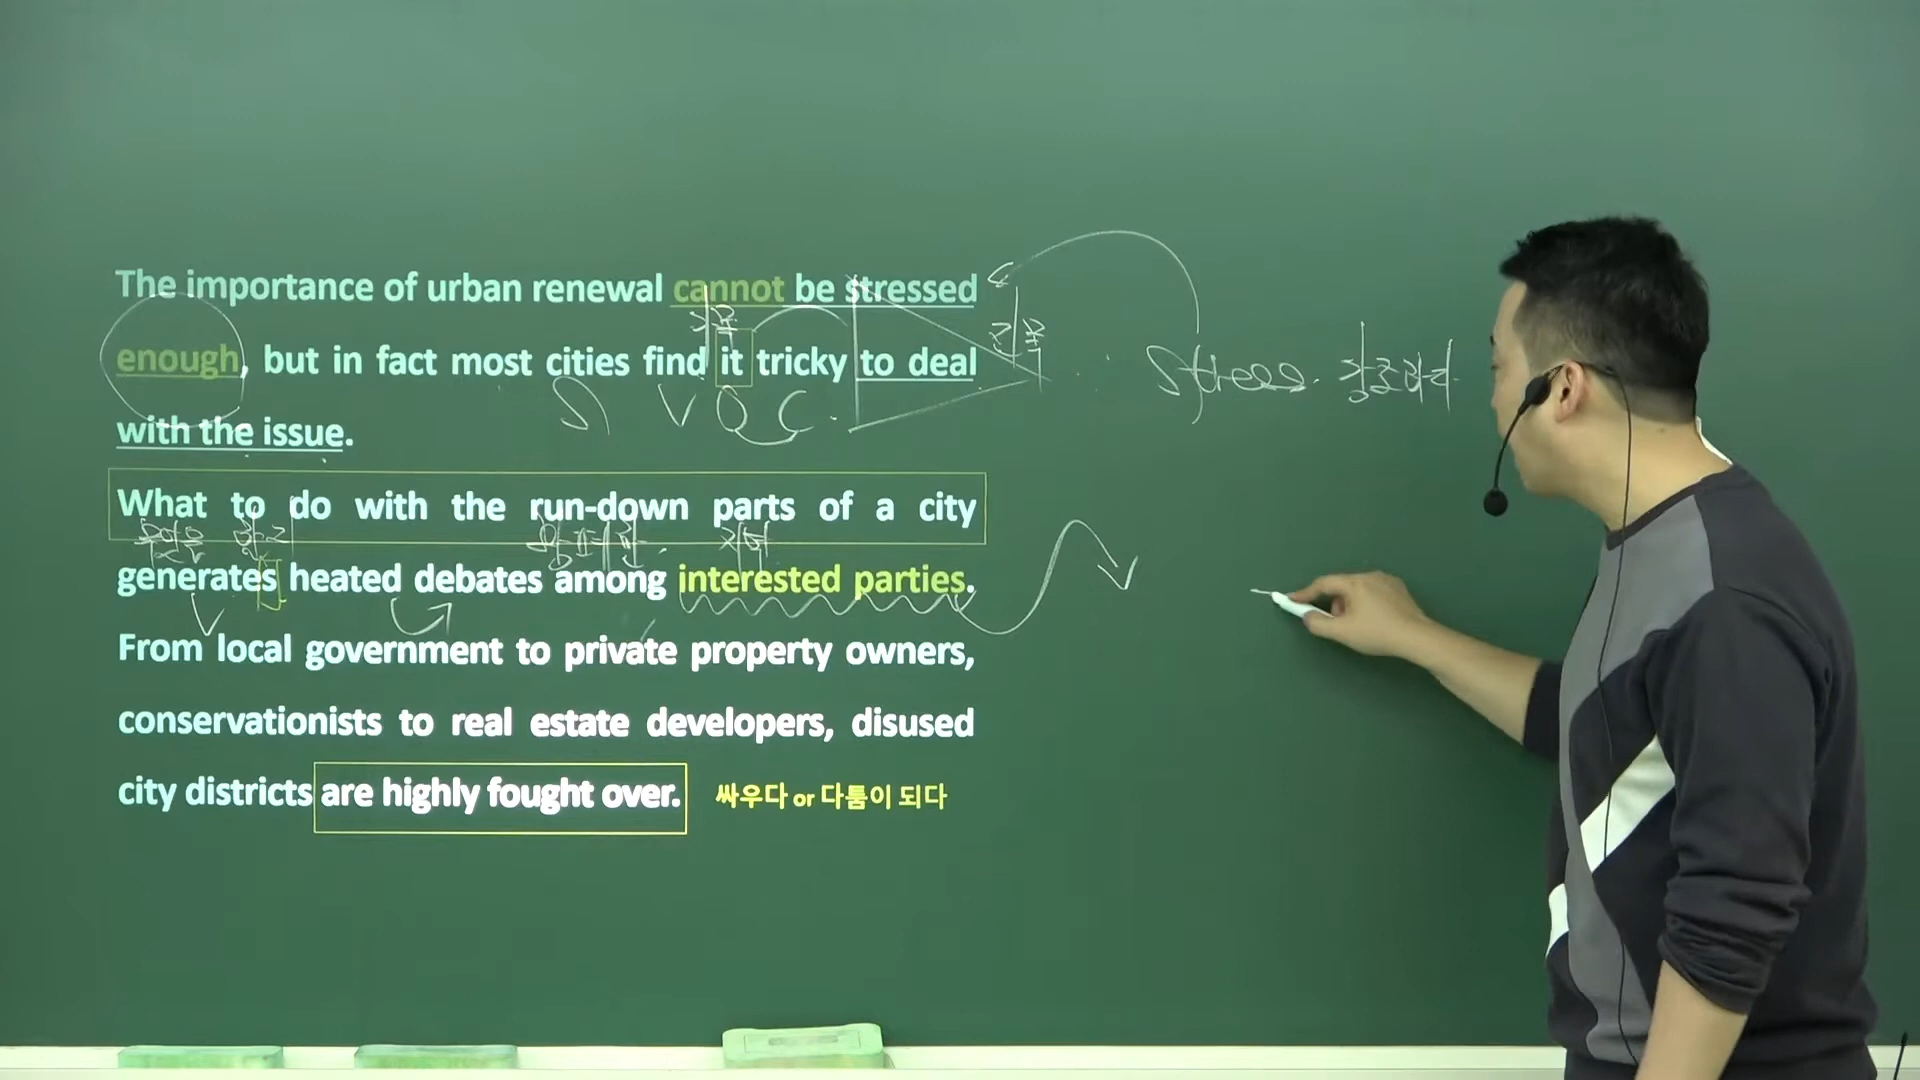 The importance of urban renewal cannot be stressed
enough, but in fact most cities find it tricky to deal
with the issue.
S V O C
Stress 강조하다
What to do with the run-down parts of a city
generates heated debates among interested parties.
From local government to private property owners,
conservationists to real estate developers, disused
city districts are highly fought over. 싸우다 or 다툼이 되다